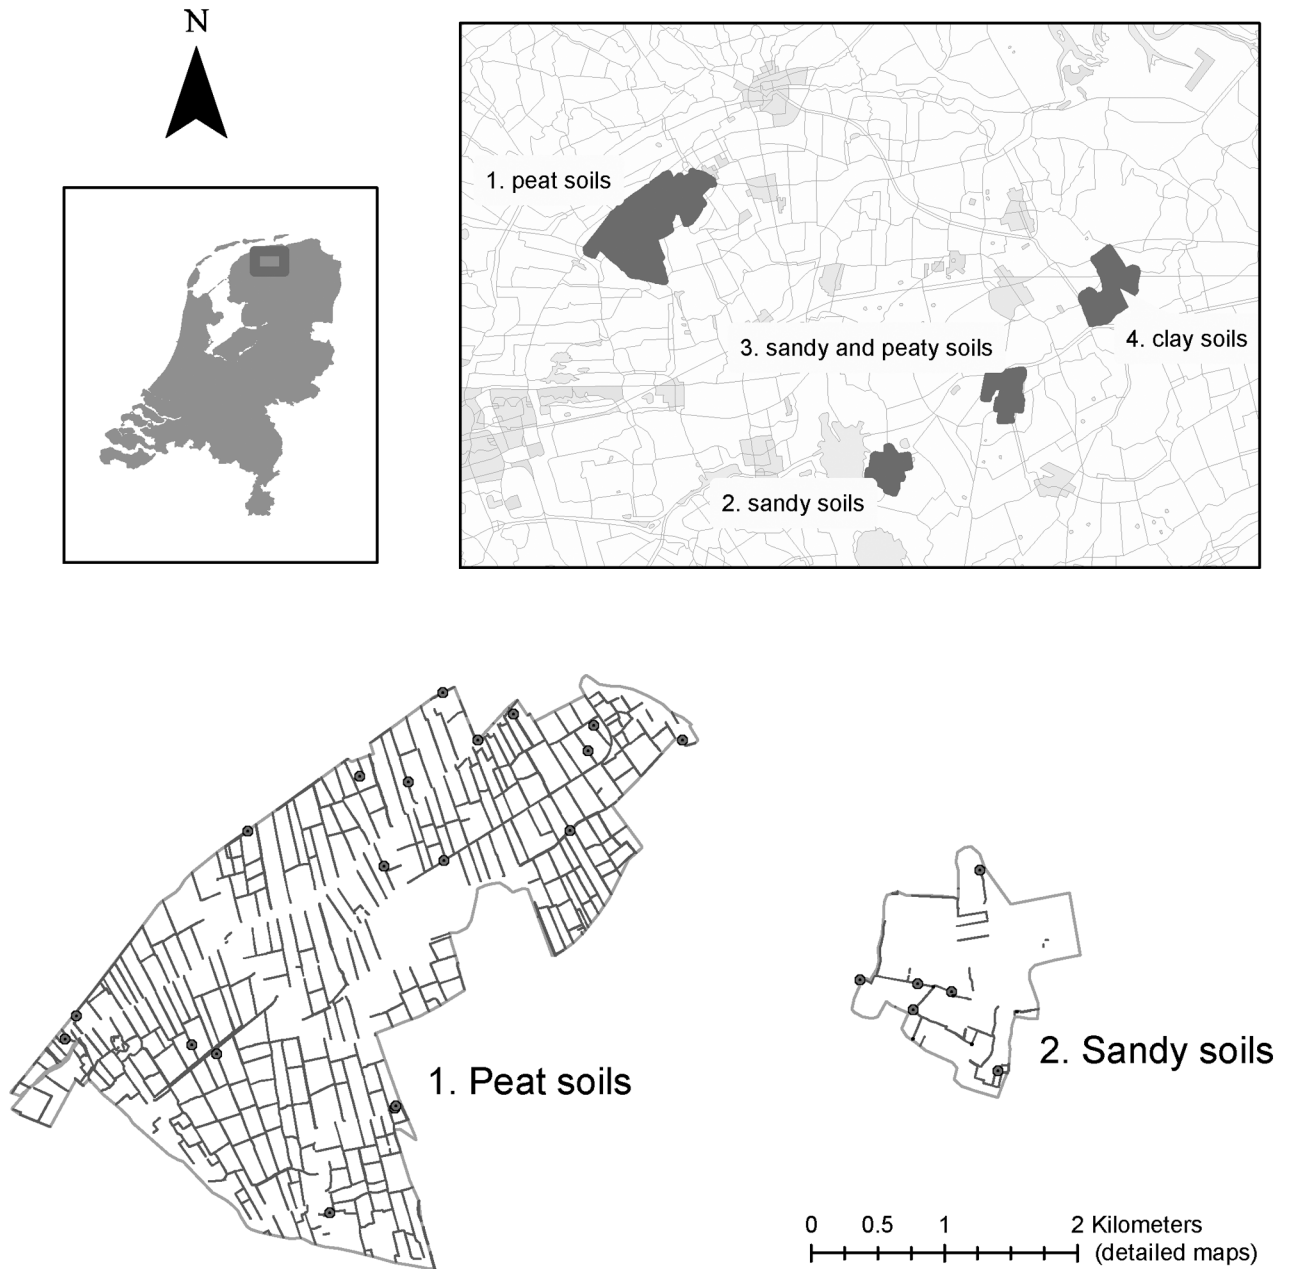 N
1. peat soils
3. sandy and peaty soils
4. clay soils
2. sandy soils
1. Peat soils
2. Sandy soils
0 0.5 1 2 Kilometers
(detailed maps)